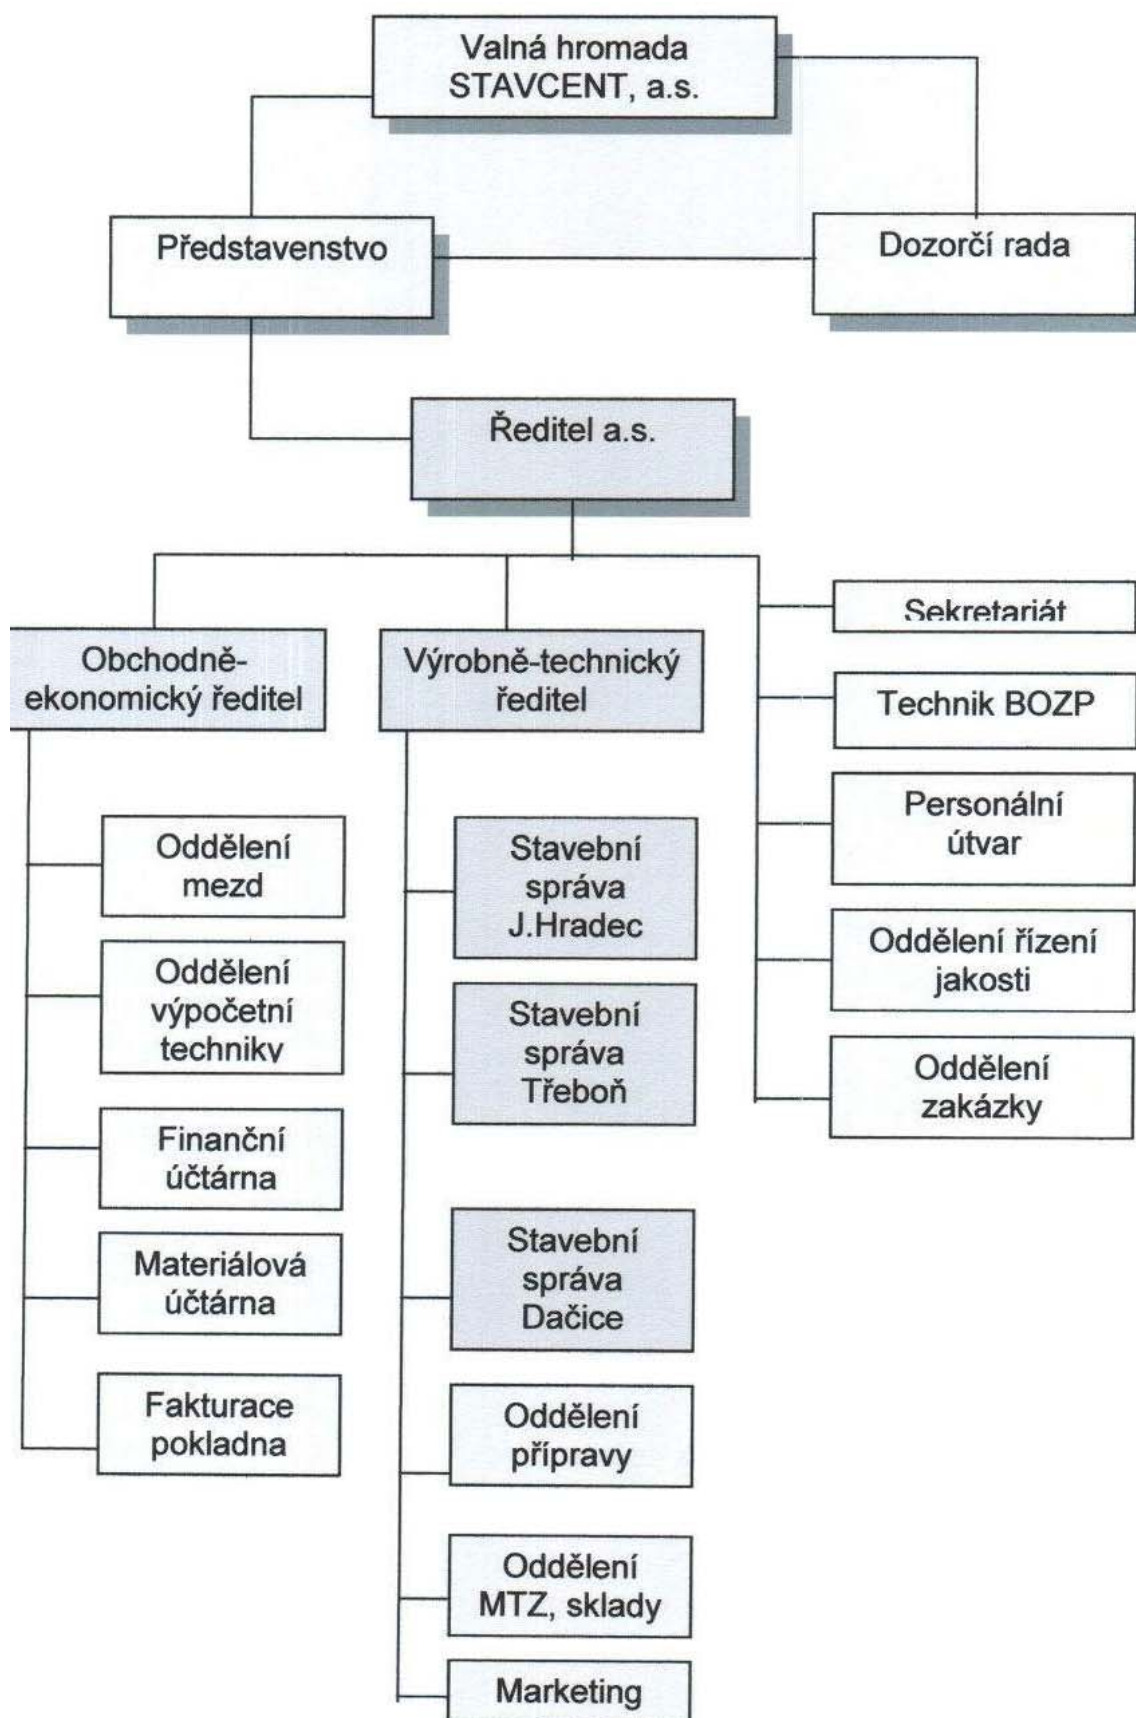 Valná hromada
STAVCENT, a.s.
Představenstvo
Dozorčí rada
Ředitel a.s.
Obchodně-
ekonomický ředitel
Výrobně-technický
ředitel
Sekretariát
Technik BOZP
Personální
útvar
Oddělení řízení
jakosti
Oddělení
zakázky
Oddělení
mezd
Oddělení
výpočetní
techniky
Finanční
účtárna
Materiálová
účtárna
Fakturace
pokladna
Stavební
správa
J.Hradec
Stavební
správa
Třeboň
Stavební
správa
Dačice
Oddělení
přípravy
Oddělení
MTZ, sklady
Marketing